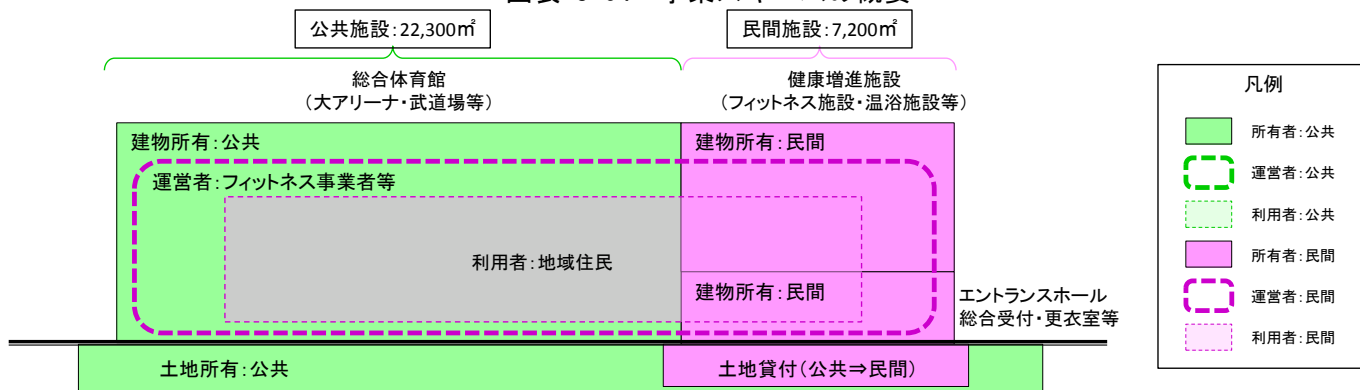 公共施設:22,300㎡
民間施設:7,200㎡
総合体育館
(大アリーナ・武道場等)
健康増進施設
(フィットネス施設・温浴施設等)
建物所有:公共
建物所有:民間
運営者:フィットネス事業者等
利用者:地域住民
建物所有:民間
エントランスホール
総合受付・更衣室等
土地所有:公共
土地貸付(公共⇒民間)
凡例
所有者:公共
運営者:公共
利用者:公共
所有者:民間
運営者:民間
利用者:民間